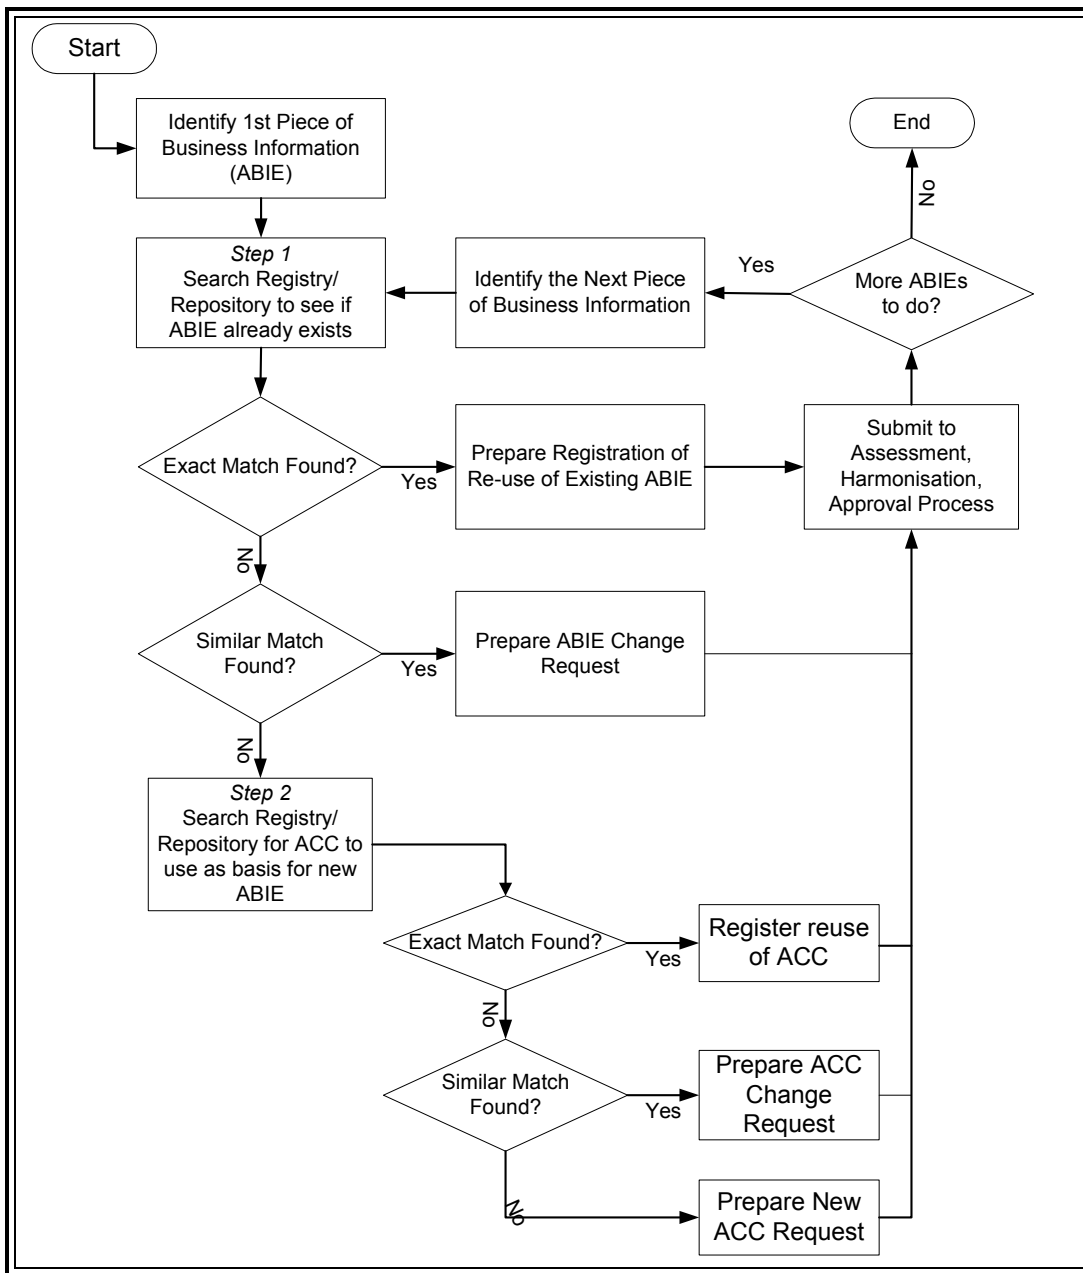 Start
Identify 1st Piece of
Business Information
(ABIE)
End
No
Step 1
Search Registry/
Repository to see if
ABIE already exists
Identify the Next Piece
of Business Information
Yes
More ABIEs
to do?
Exact Match Found?
Yes
Prepare Registration of
Re-use of Existing ABIE
Submit to
Assessment,
Harmonisation,
Approval Process
No
Similar Match
Found?
Yes
Prepare ABIE Change
Request
No
Step 2
Search Registry/
Repository for ACC to
use as basis for new
ABIE
Exact Match Found?
Yes
Register reuse
of ACC
No
Similar Match
Found?
Yes
Prepare ACC
Change
Request
No
Prepare New
ACC Request